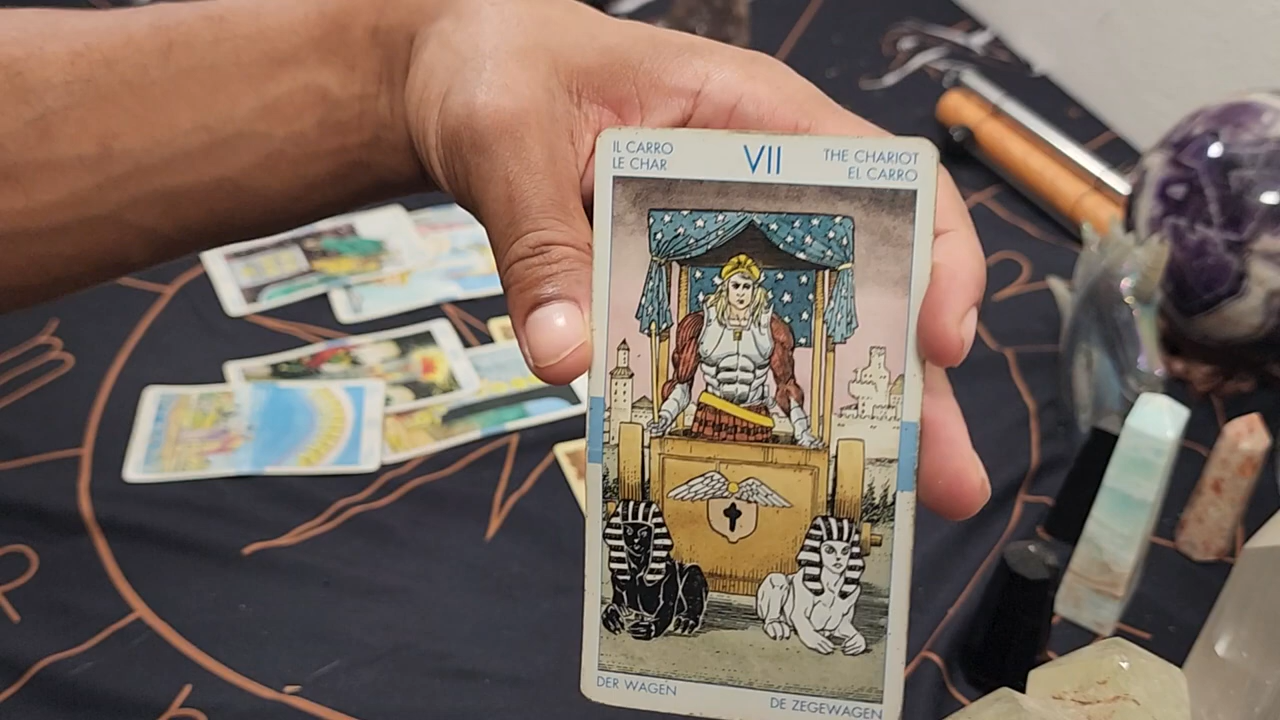 IL CARRO
LE CHAR
VII
THE CHARIOT
EL CARRO
DER WAGEN
DE ZEGEWAGEN